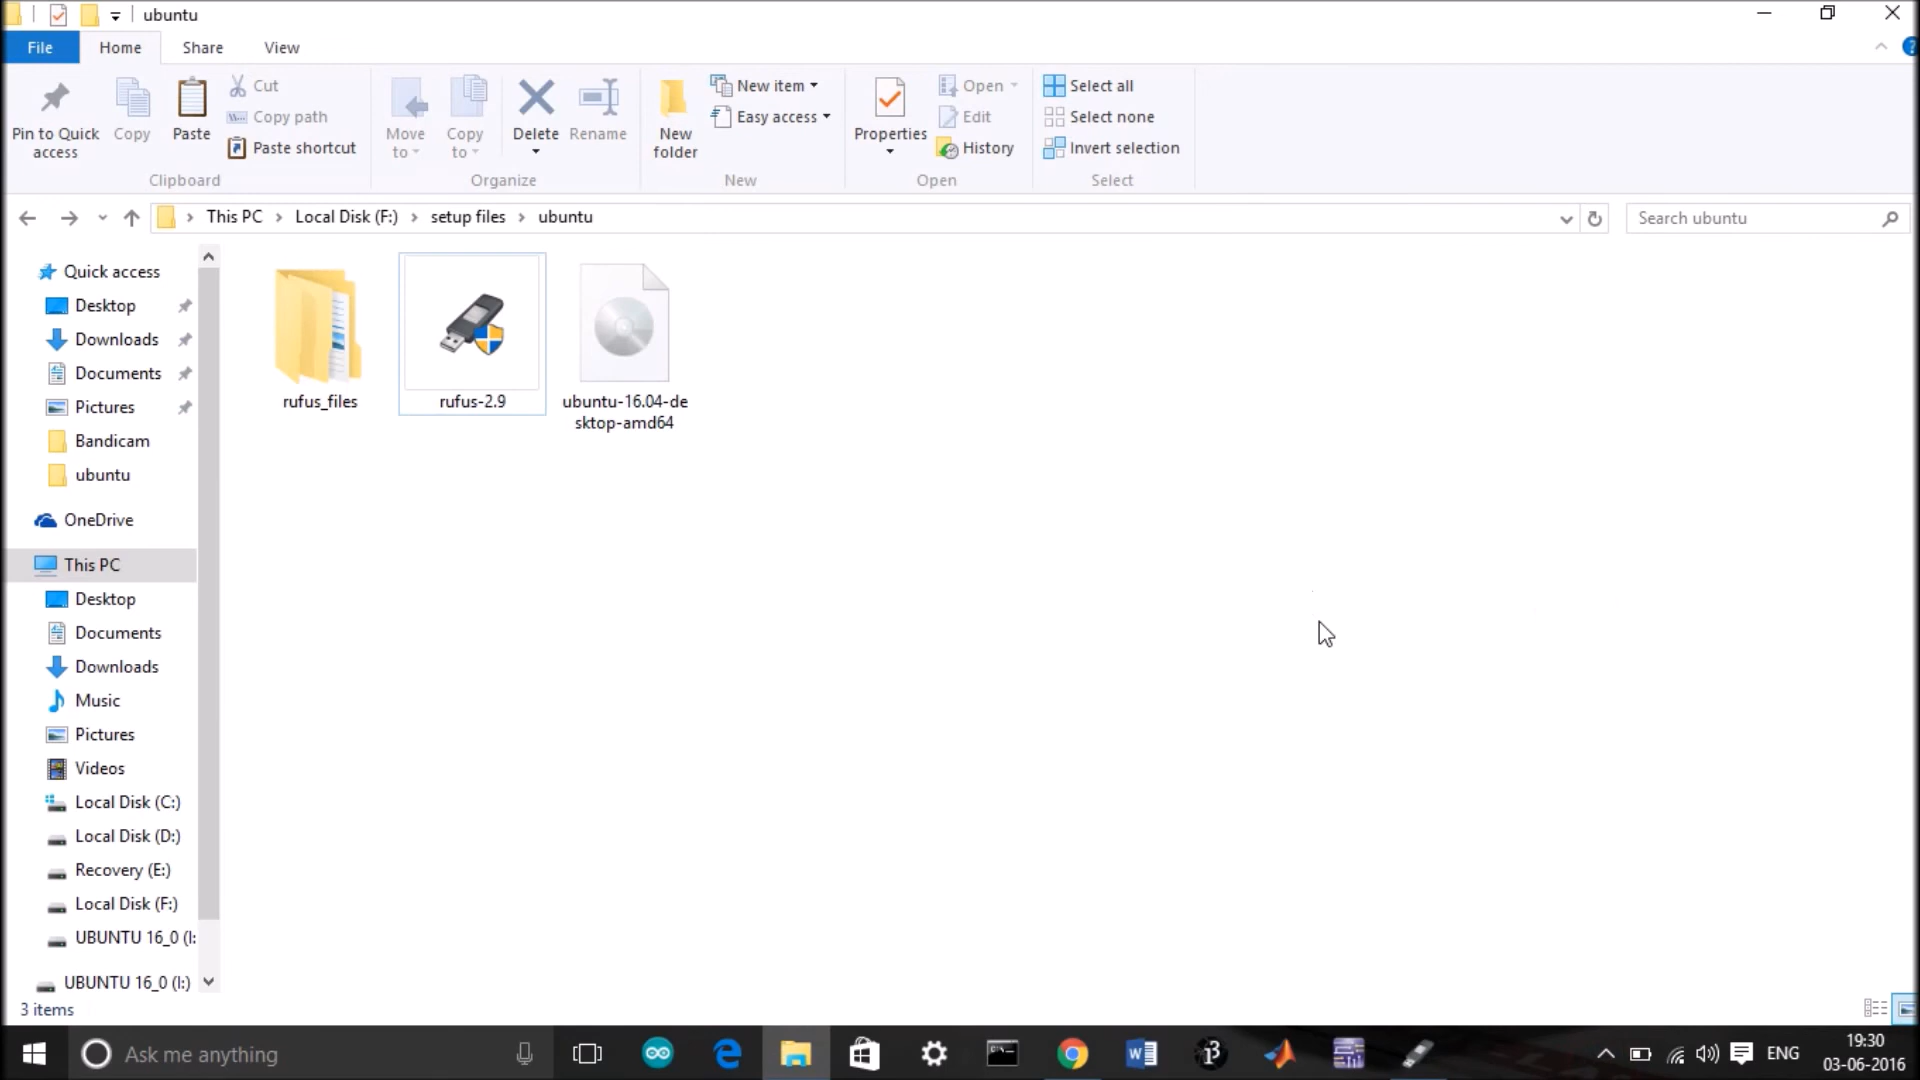 ubuntu
File Home Share View
Pin to Quick access
Copy
Paste
Cut
Copy path
Paste shortcut
Clipboard
Move to
Copy to
Delete
Rename
Organize
New folder
New item
Easy access
New
Properties
Open
Edit
History
Open
Select all
Select none
Invert selection
Select
This PC Local Disk (F:) setup files ubuntu
Search ubuntu
Quick access
Desktop
Downloads
Documents
Pictures
Bandicam
ubuntu
OneDrive
This PC
Desktop
Documents
Downloads
Music
Pictures
Videos
Local Disk (C:)
Local Disk (D:)
Recovery (E:)
Local Disk (F:)
UBUNTU 16_0 (I:
UBUNTU 16_0 (I:)
rufus_files
rufus-2.9
ubuntu-16.04-de
sktop-amd64
3 items
Ask me anything
ENG
19:30
03-06-2016